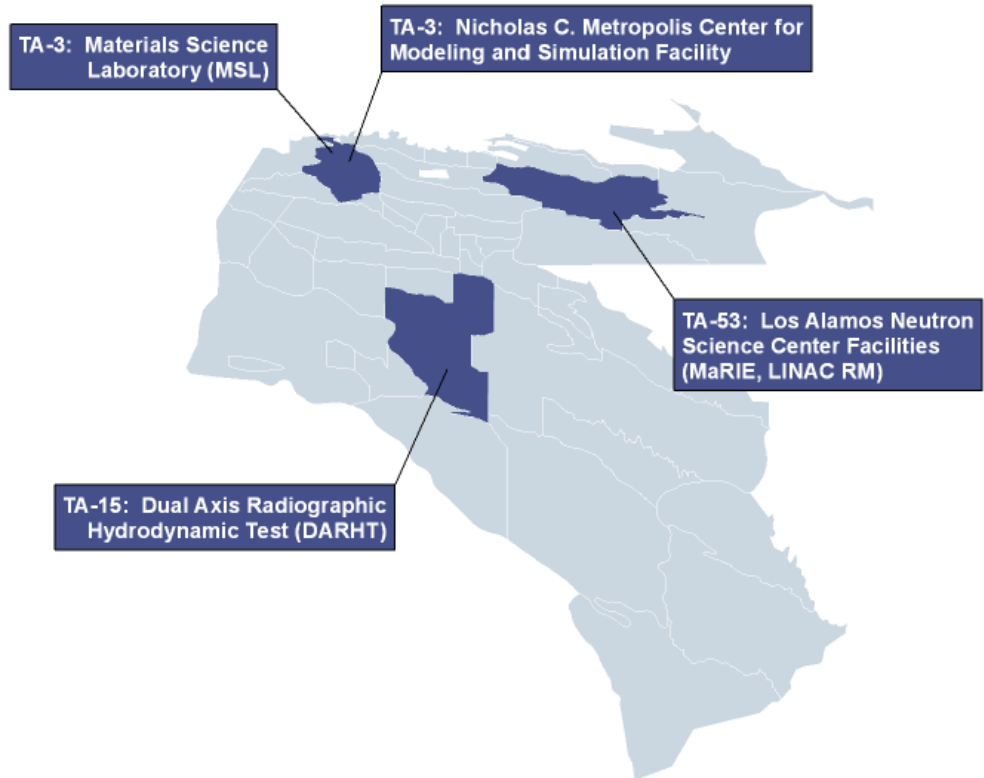 TA-3: Materials Science
Laboratory (MSL)
TA-3: Nicholas C. Metropolis Center for
Modeling and Simulation Facility
TA-53: Los Alamos Neutron
Science Center Facilities
(MaRIE, LINAC RM)
TA-15: Dual Axis Radiographic
Hydrodynamic Test (DARHT)